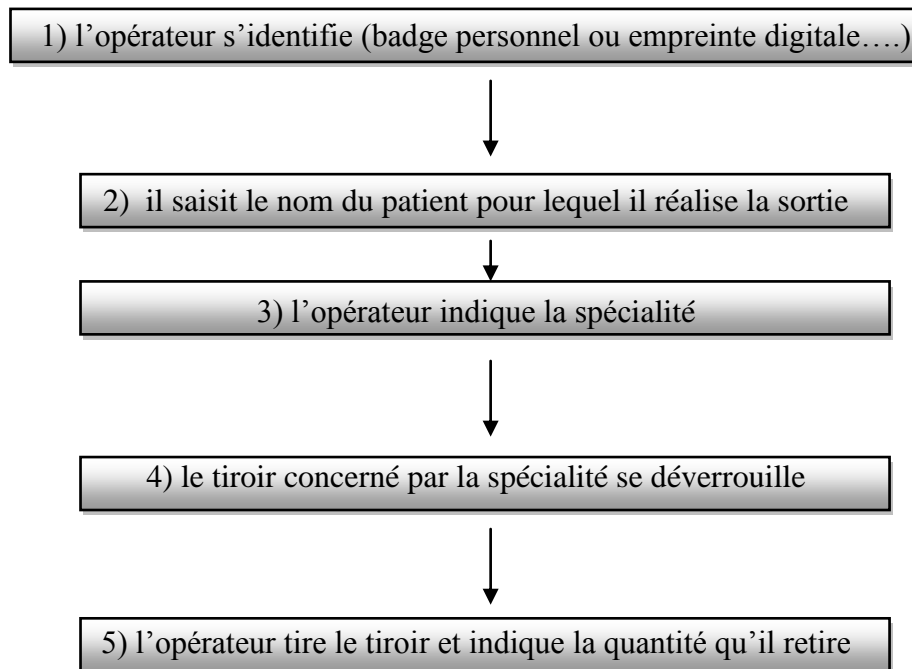 1) l’opérateur s’identifie (badge personnel ou empreinte digitale….)
2) il saisit le nom du patient pour lequel il réalise la sortie
3) l’opérateur indique la spécialité
4) le tiroir concerné par la spécialité se déverrouille
5) l’opérateur tire le tiroir et indique la quantité qu’il retire